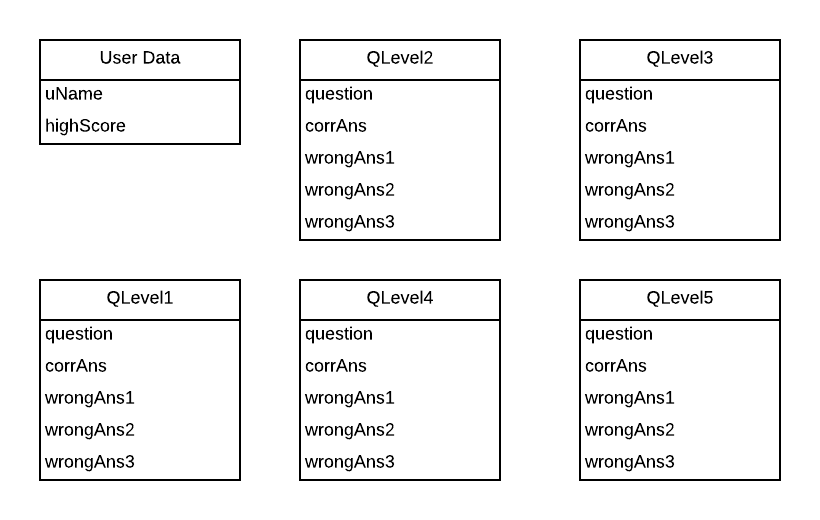 User Data
uName
highScore
QLevel2
question
corrAns
wrongAns1
wrongAns2
wrongAns3
QLevel3
question
corrAns
wrongAns1
wrongAns2
wrongAns3
QLevel1
question
corrAns
wrongAns1
wrongAns2
wrongAns3
QLevel4
question
corrAns
wrongAns1
wrongAns2
wrongAns3
QLevel5
question
corrAns
wrongAns1
wrongAns2
wrongAns3